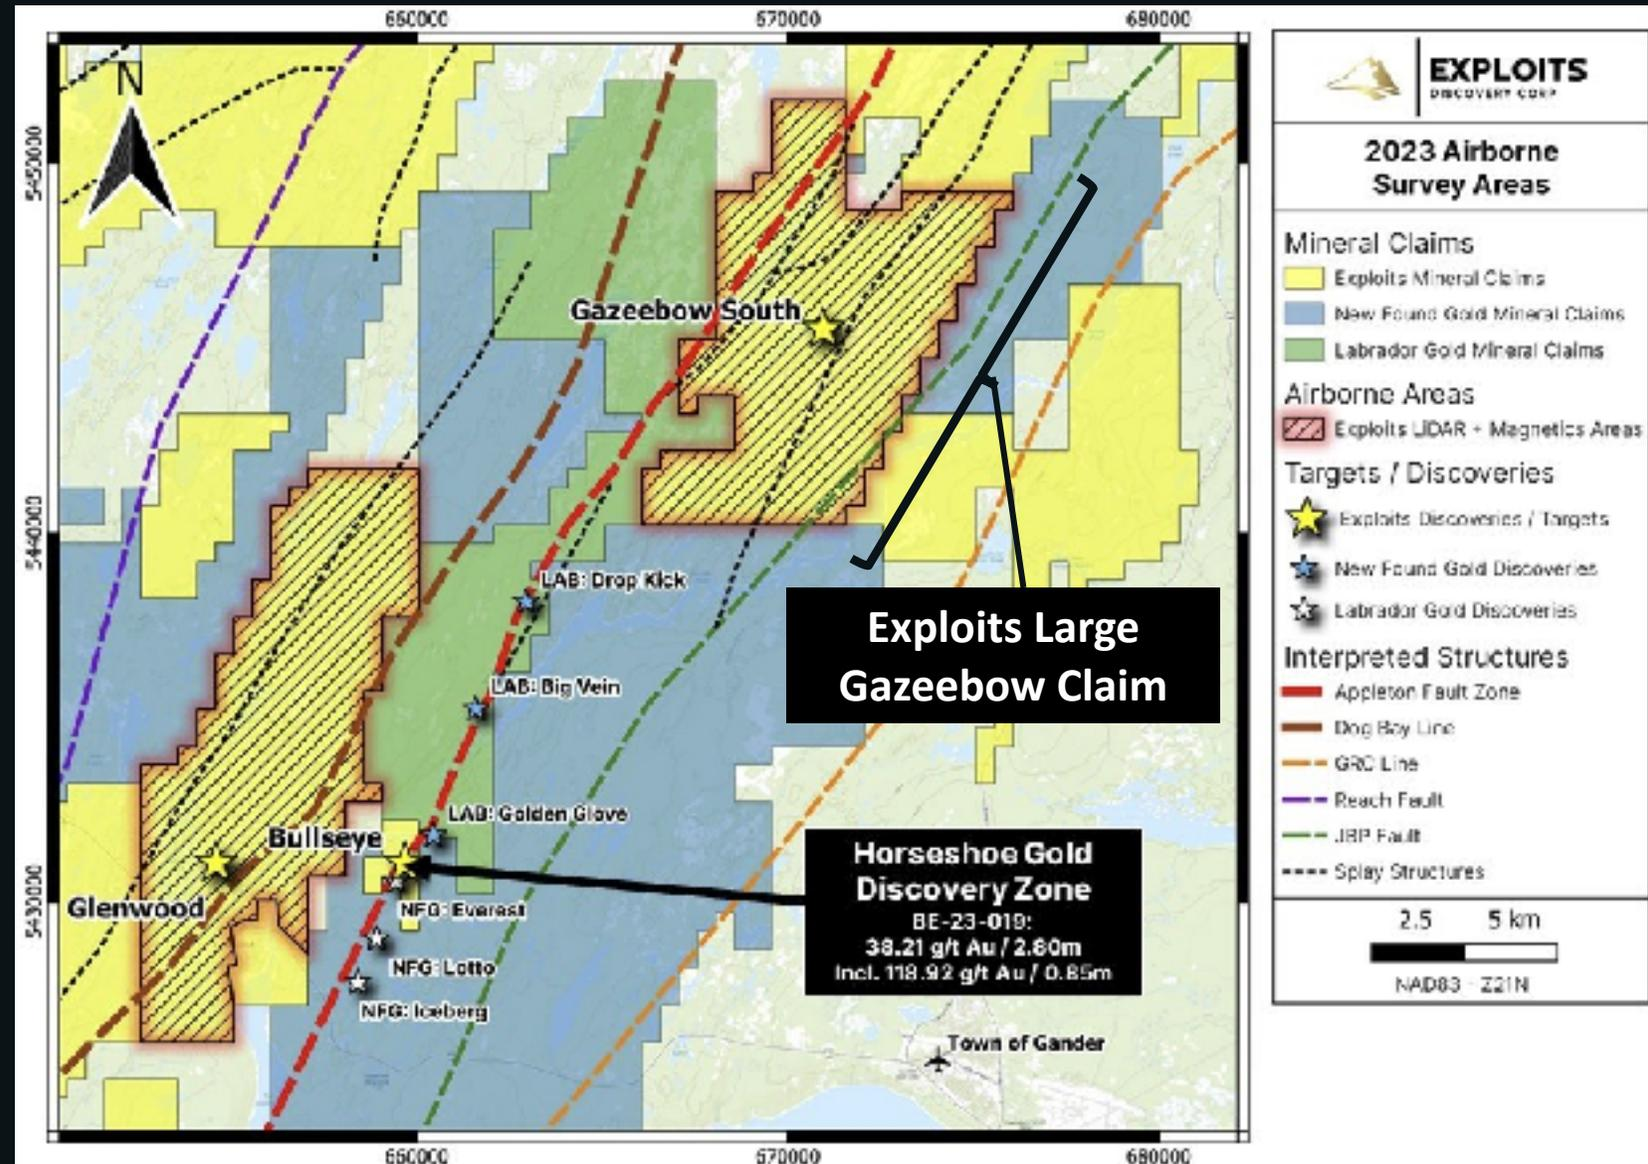 660000 670000 680000
N
5450000
5440000
5430000
Gazeebow South
LAB: Drop Kick
LAB: Big Vein
LAB: Golden Glove
Bullseye
Glenwood
NFG: Everest
NFG: Lotto
NFG: Iceberg
Town of Gander
Exploits Large
Gazeebow Claim
Horseshoe Gold
Discovery Zone
BE-23-019:
38.21 g/t Au / 2.80m
Incl. 118.92 g/t Au / 0.85m
660000 670000 680000
EXPLOITS
DISCOVERY CORP
2023 Airborne
Survey Areas
Mineral Claims
Exploits Mineral Claims
New Found Gold Mineral Claims
Labrador Gold Mineral Claims
Airborne Areas
Exploits LiDAR + Magnetics Areas
Targets / Discoveries
Exploits Discoveries / Targets
New Found Gold Discoveries
Labrador Gold Discoveries
Interpreted Structures
Appleton Fault Zone
Dog Bay Line
GRC Line
Reach Fault
JBP Fault
Splay Structures
2.5 5 km
NAD83 - Z21N